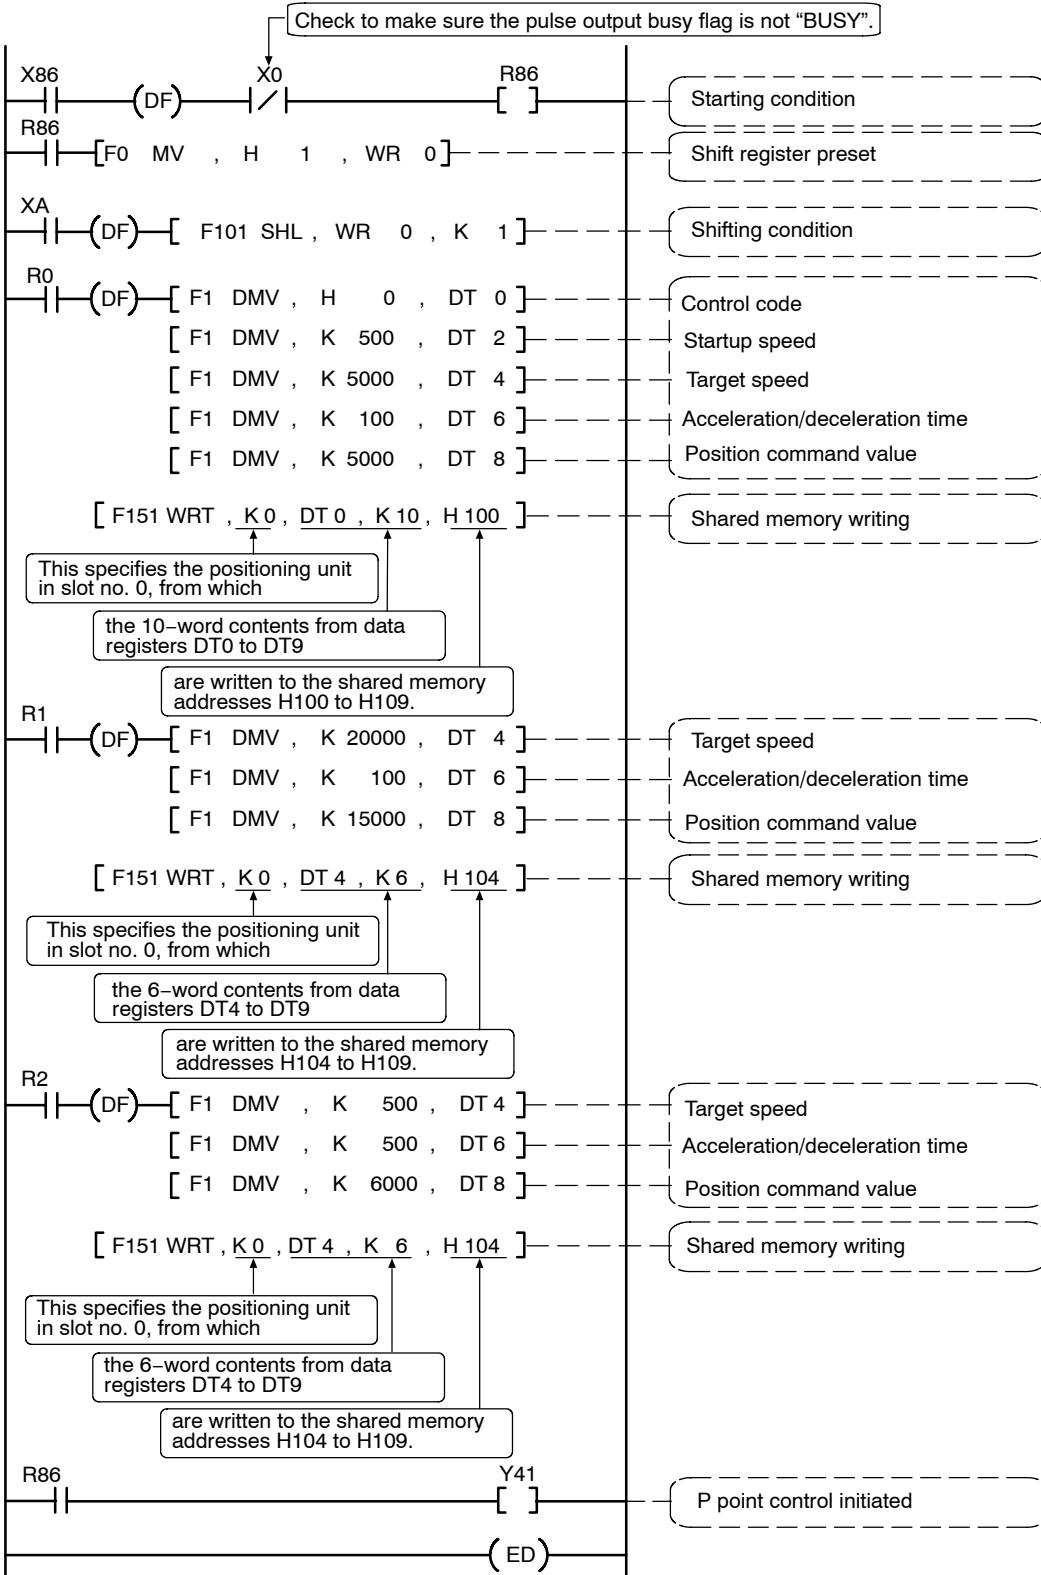 Check to make sure the pulse output busy flag is not “BUSY”.
X86 X0 R86
(DF) [ ] Starting condition
R86
[F0 MV , H 1 , WR 0] Shift register preset
XA
(DF) [ F101 SHL , WR 0 , K 1 ] Shifting condition
R0
(DF) [ F1 DMV , H 0 , DT 0 ] Control code
[ F1 DMV , K 500 , DT 2 ] Startup speed
[ F1 DMV , K 5000 , DT 4 ] Target speed
[ F1 DMV , K 100 , DT 6 ] Acceleration/deceleration time
[ F1 DMV , K 5000 , DT 8 ] Position command value
[ F151 WRT , K 0 , DT 0 , K 10 , H 100 ] Shared memory writing
This specifies the positioning unit
in slot no. 0, from which
the 10−word contents from data
registers DT0 to DT9
are written to the shared memory
addresses H100 to H109.
R1
(DF) [ F1 DMV , K 20000 , DT 4 ] Target speed
[ F1 DMV , K 100 , DT 6 ] Acceleration/deceleration time
[ F1 DMV , K 15000 , DT 8 ] Position command value
[ F151 WRT , K 0 , DT 4 , K 6 , H 104 ] Shared memory writing
This specifies the positioning unit
in slot no. 0, from which
the 6−word contents from data
registers DT4 to DT9
are written to the shared memory
addresses H104 to H109.
R2
(DF) [ F1 DMV , K 500 , DT 4 ] Target speed
[ F1 DMV , K 500 , DT 6 ] Acceleration/deceleration time
[ F1 DMV , K 6000 , DT 8 ] Position command value
[ F151 WRT , K 0 , DT 4 , K 6 , H 104 ] Shared memory writing
This specifies the positioning unit
in slot no. 0, from which
the 6−word contents from data
registers DT4 to DT9
are written to the shared memory
addresses H104 to H109.
R86 Y41
[ ] P point control initiated
( ED )